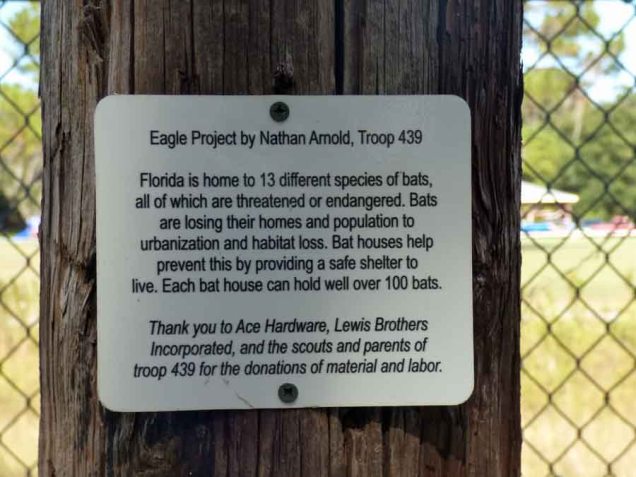 Eagle Project by Nathan Arnold, Troop 439
Florida is home to 13 different species of bats,
all of which are threatened or endangered. Bats
are losing their homes and population to
urbanization and habitat loss. Bat houses help
prevent this by providing a safe shelter to
live. Each bat house can hold well over 100 bats.
Thank you to Ace Hardware, Lewis Brothers
Incorporated, and the scouts and parents of
troop 439 for the donations of material and labor.